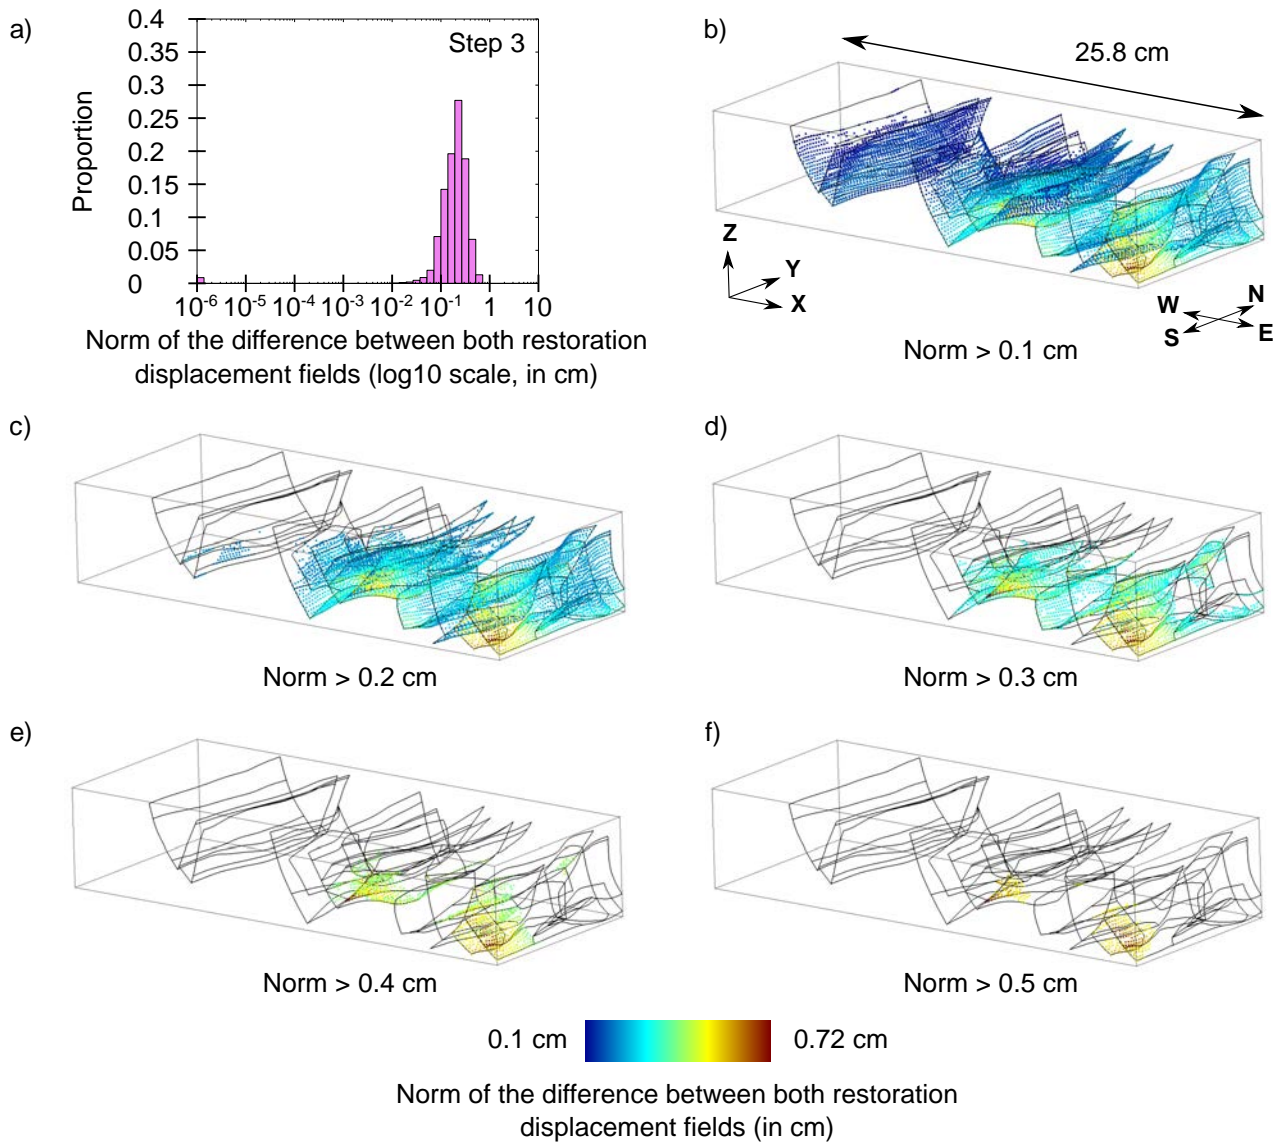 a)
0.4
0.35
0.3
0.25
0.2
0.15
0.1
0.05
0
Proportion
Step 3
10-6 10-5 10-4 10-3 10-2 10-1 1 10
Norm of the difference between both restoration
displacement fields (log10 scale, in cm)
b)
25.8 cm
Z
Y
X
W
N
S
E
Norm > 0.1 cm
c)
Norm > 0.2 cm
d)
Norm > 0.3 cm
e)
Norm > 0.4 cm
f)
Norm > 0.5 cm
0.1 cm
0.72 cm
Norm of the difference between both restoration
displacement fields (in cm)